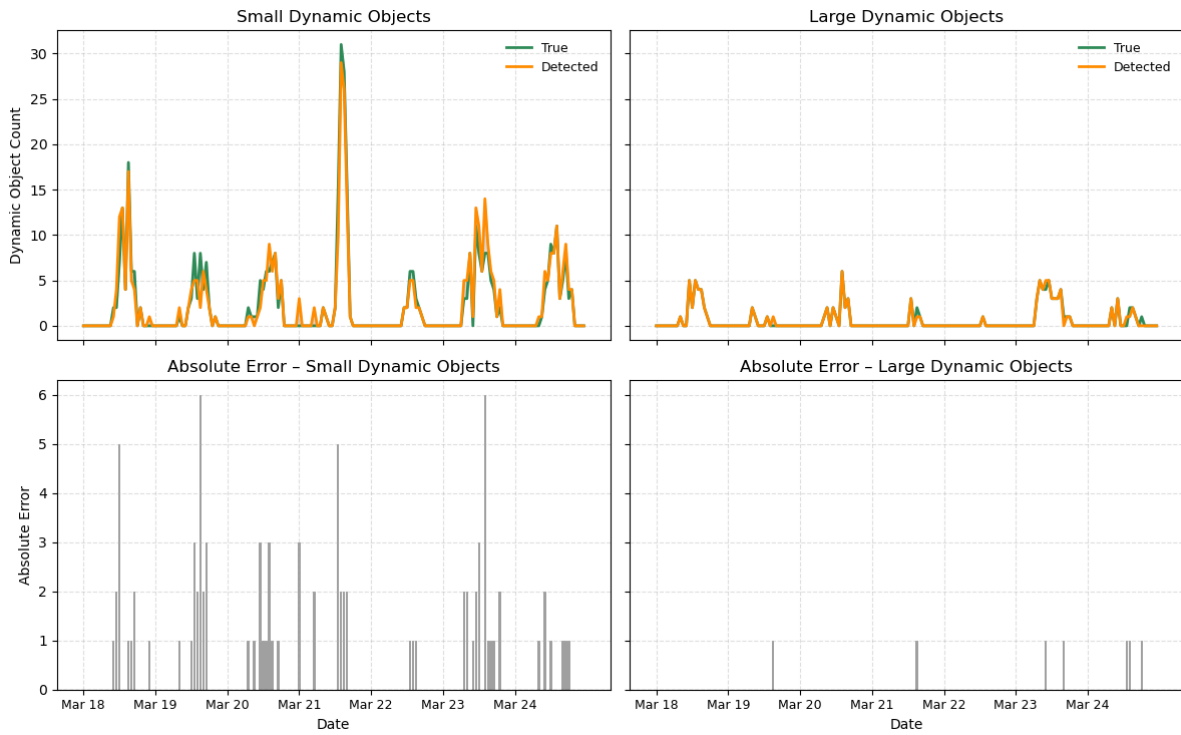 Small Dynamic Objects
Large Dynamic Objects
Dynamic Object Count
30
25
20
15
10
5
0
True
Detected
True
Detected
Absolute Error – Small Dynamic Objects
Absolute Error – Large Dynamic Objects
Absolute Error
6
5
4
3
2
1
0
Mar 18 Mar 19 Mar 20 Mar 21 Mar 22 Mar 23 Mar 24
Date
Mar 18 Mar 19 Mar 20 Mar 21 Mar 22 Mar 23 Mar 24
Date